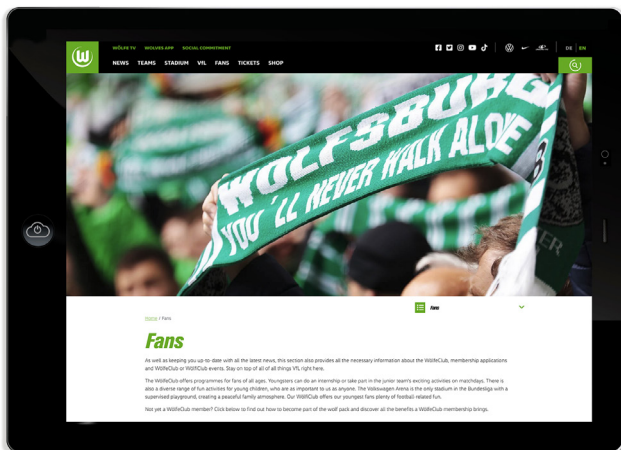 WÖLFE TV WOLVES APP SOCIAL COMMITMENT
DE EN
NEWS TEAMS STADIUM VfL FANS TICKETS SHOP
WOLFSBURG
YOU'LL NEVER WALK ALONE
Fans
Home / Fans
Fans
As well as keeping you up-to-date with all the latest news, this section also provides all the necessary information about the WölfeClub, membership applications
and WölfeClub or WölfiClub events. Stay on top of all of all things VfL right here.
The WölfeClub offers programmes for fans of all ages. Youngsters can do an internship or take part in the junior team's exciting activities on matchdays. There is
also a diverse range of fun activities for young children, who are as important to us as anyone. The Volkswagen Arena is the only stadium in the Bundesliga with a
supervised playground, creating a peaceful family atmosphere. Our WölfiClub offers our youngest fans plenty of football-related fun.
Not yet a WölfeClub member? Click below to find out how to become part of the wolf pack and discover all the benefits a WölfeClub membership brings.